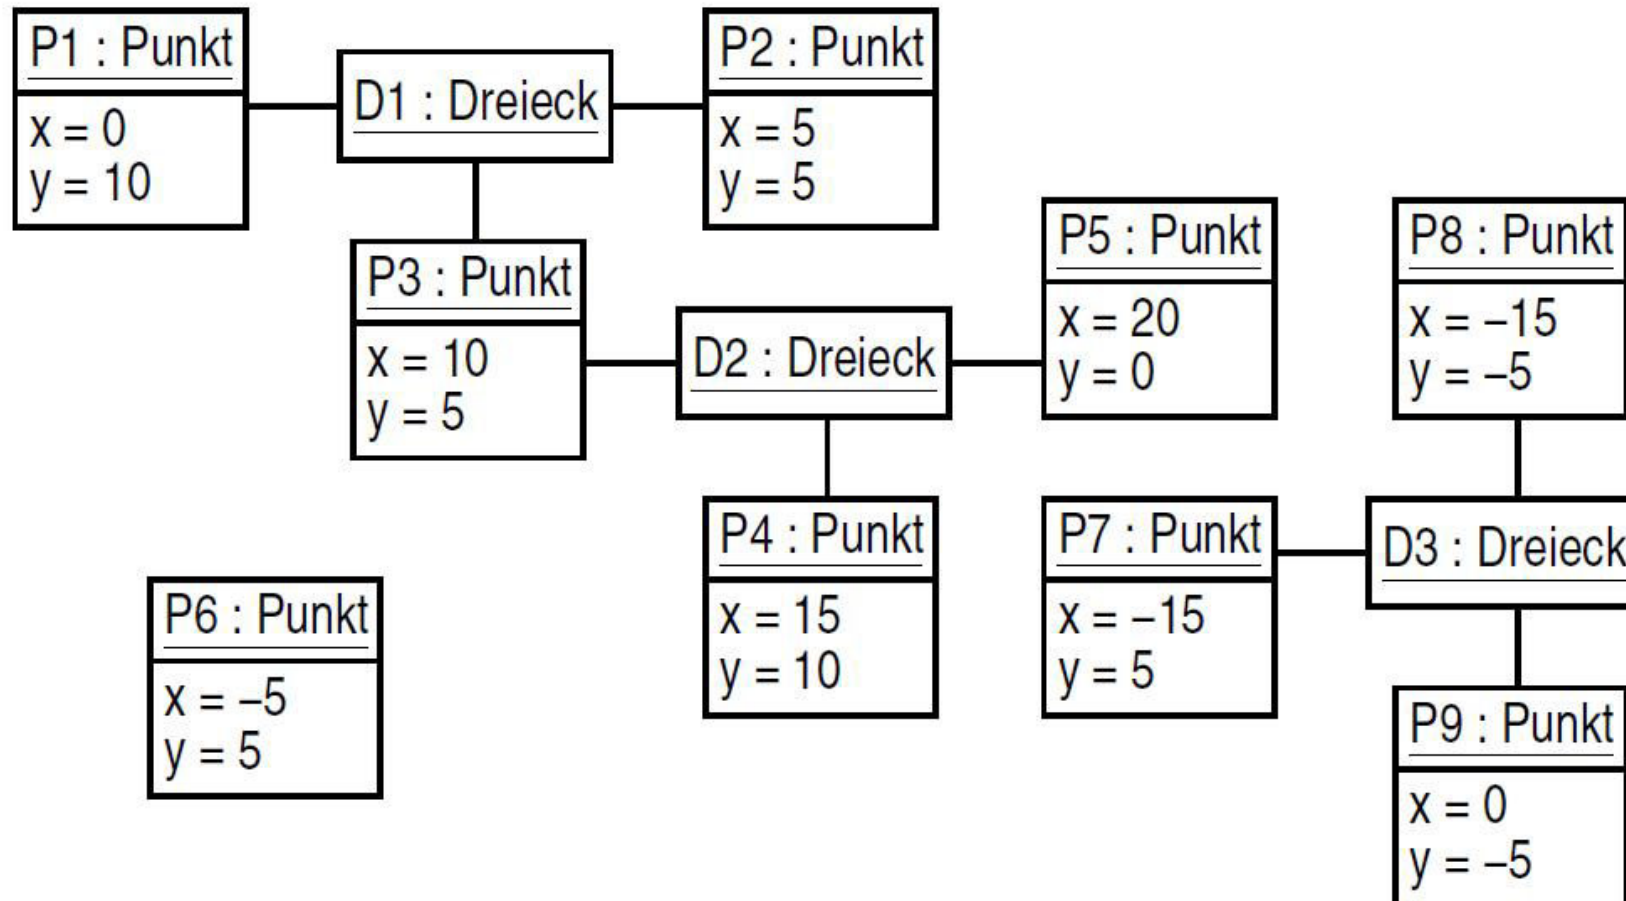 P1 : Punkt
x = 0
y = 10
D1 : Dreieck
P2 : Punkt
x = 5
y = 5
P3 : Punkt
x = 10
y = 5
D2 : Dreieck
P5 : Punkt
x = 20
y = 0
P8 : Punkt
x = –15
y = –5
P4 : Punkt
x = 15
y = 10
P7 : Punkt
x = –15
y = 5
D3 : Dreieck
P6 : Punkt
x = –5
y = 5
P9 : Punkt
x = 0
y = –5